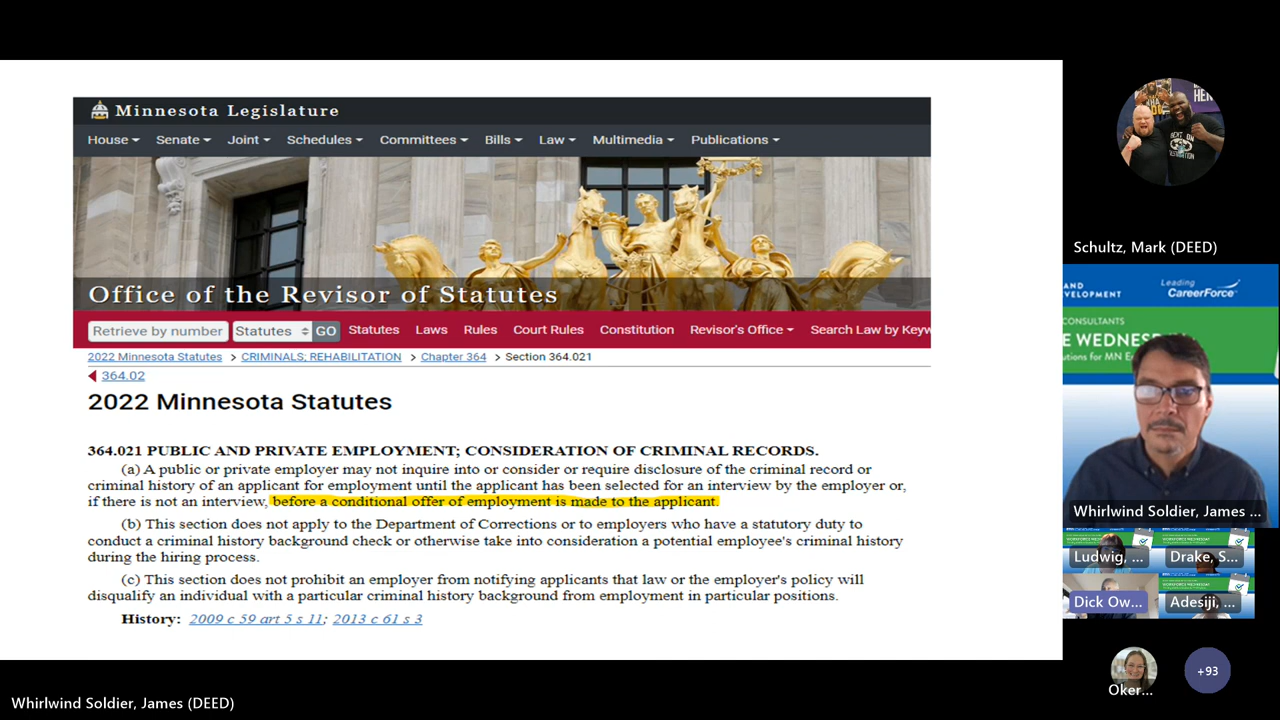 Minnesota Legislature
House Senate Joint Schedules Committees Bills Law Multimedia Publications
Office of the Revisor of Statutes
Retrieve by number Statutes GO Statutes Laws Rules Court Rules Constitution Revisor's Office Search Law by Keyw
2022 Minnesota Statutes > CRIMINALS; REHABILITATION > Chapter 364 > Section 364.021
364.02
2022 Minnesota Statutes
364.021 PUBLIC AND PRIVATE EMPLOYMENT; CONSIDERATION OF CRIMINAL RECORDS.
(a) A public or private employer may not inquire into or consider or require disclosure of the criminal record or
criminal history of an applicant for employment until the applicant has been selected for an interview by the employer or,
if there is not an interview, before a conditional offer of employment is made to the applicant.
(b) This section does not apply to the Department of Corrections or to employers who have a statutory duty to
conduct a criminal history background check or otherwise take into consideration a potential employee's criminal history
during the hiring process.
(c) This section does not prohibit an employer from notifying applicants that law or the employer's policy will
disqualify an individual with a particular criminal history background from employment in particular positions.
History: 2009 c 59 art 5 s 11; 2013 c 61 s 3
Schultz, Mark (DEED)
AND
VELOPMENT
Leading
CareerForce
CONSULTANTS
E WEDNESD
utions for MN E
Whirlwind Soldier, James ...
Ludwig, ...
Drake, S...
Dick Ow...
Adesiji, ...
Oker...
+93
Whirlwind Soldier, James (DEED)